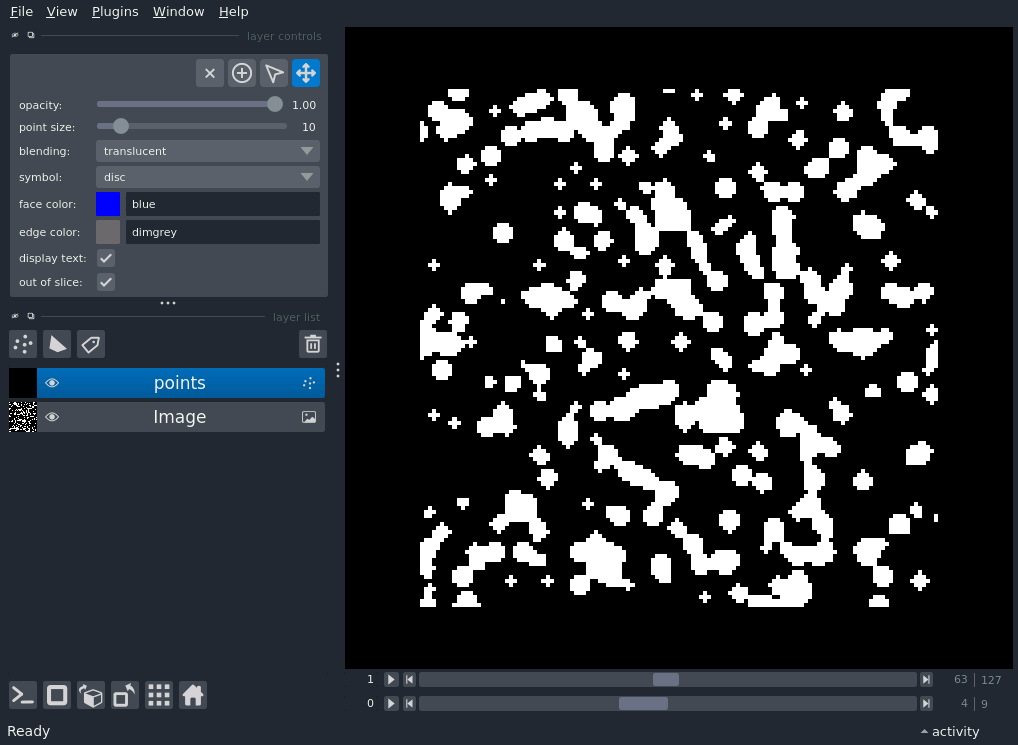 File View Plugins Window Help
layer controls
opacity: 1.00
point size: 10
blending: translucent
symbol: disc
face color: blue
edge color: dimgrey
display text:
out of slice:
layer list
points
Image
1 63 127
0 4 9
Ready activity